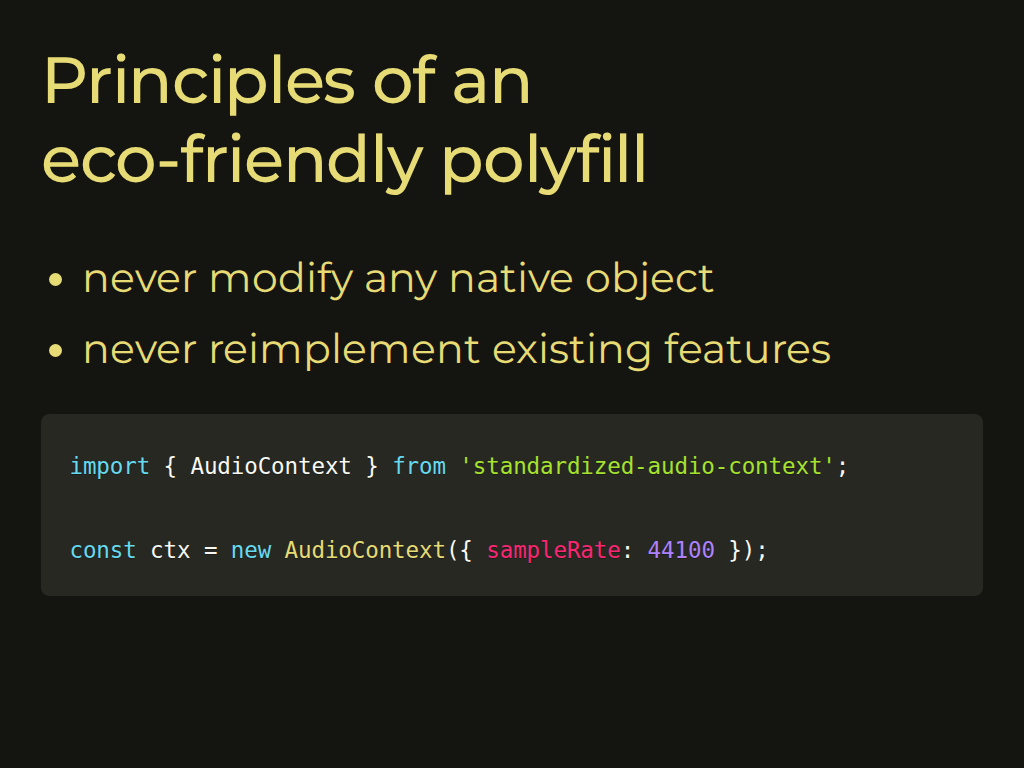 Principles of an
eco-friendly polyfill
• never modify any native object
• never reimplement existing features
import { AudioContext } from 'standardized-audio-context';
const ctx = new AudioContext({ sampleRate: 44100 });